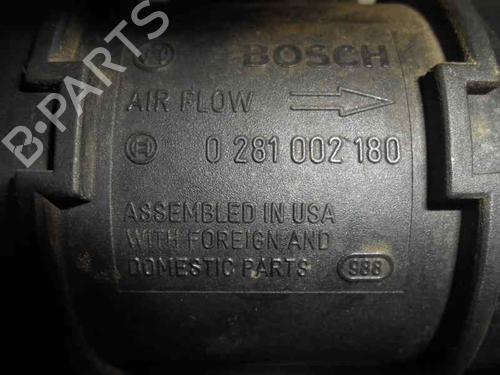 BOSCH
AIR FLOW
0 281 002 180
ASSEMBLED IN USA
WITH FOREIGN AND
DOMESTIC PARTS 988
B-PARTS